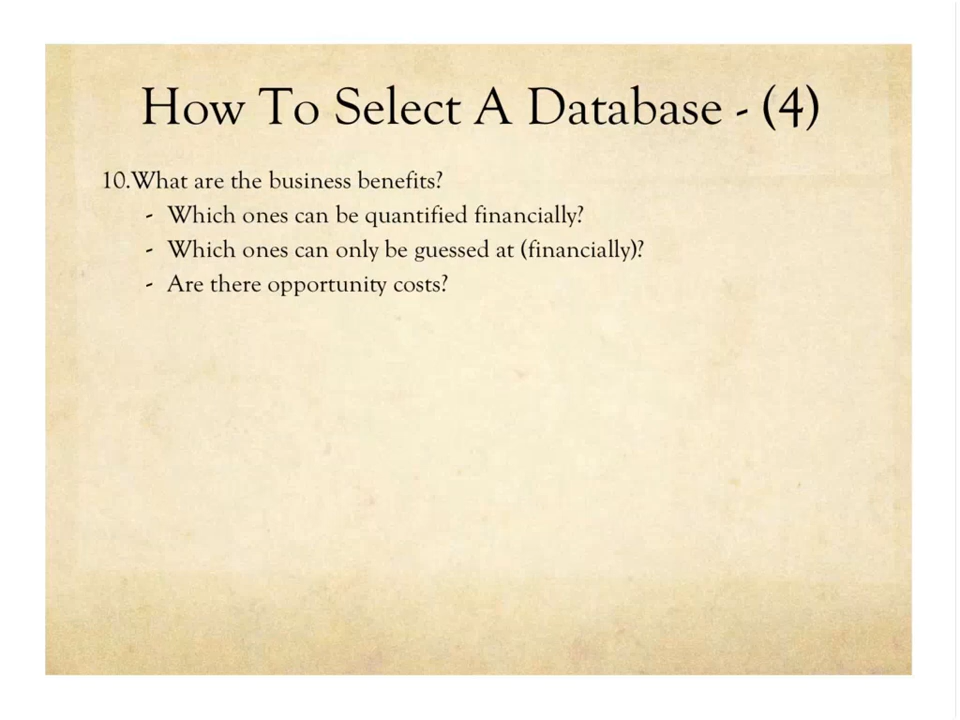 How To Select A Database - (4)
10.What are the business benefits?
- Which ones can be quantified financially?
- Which ones can only be guessed at (financially)?
- Are there opportunity costs?